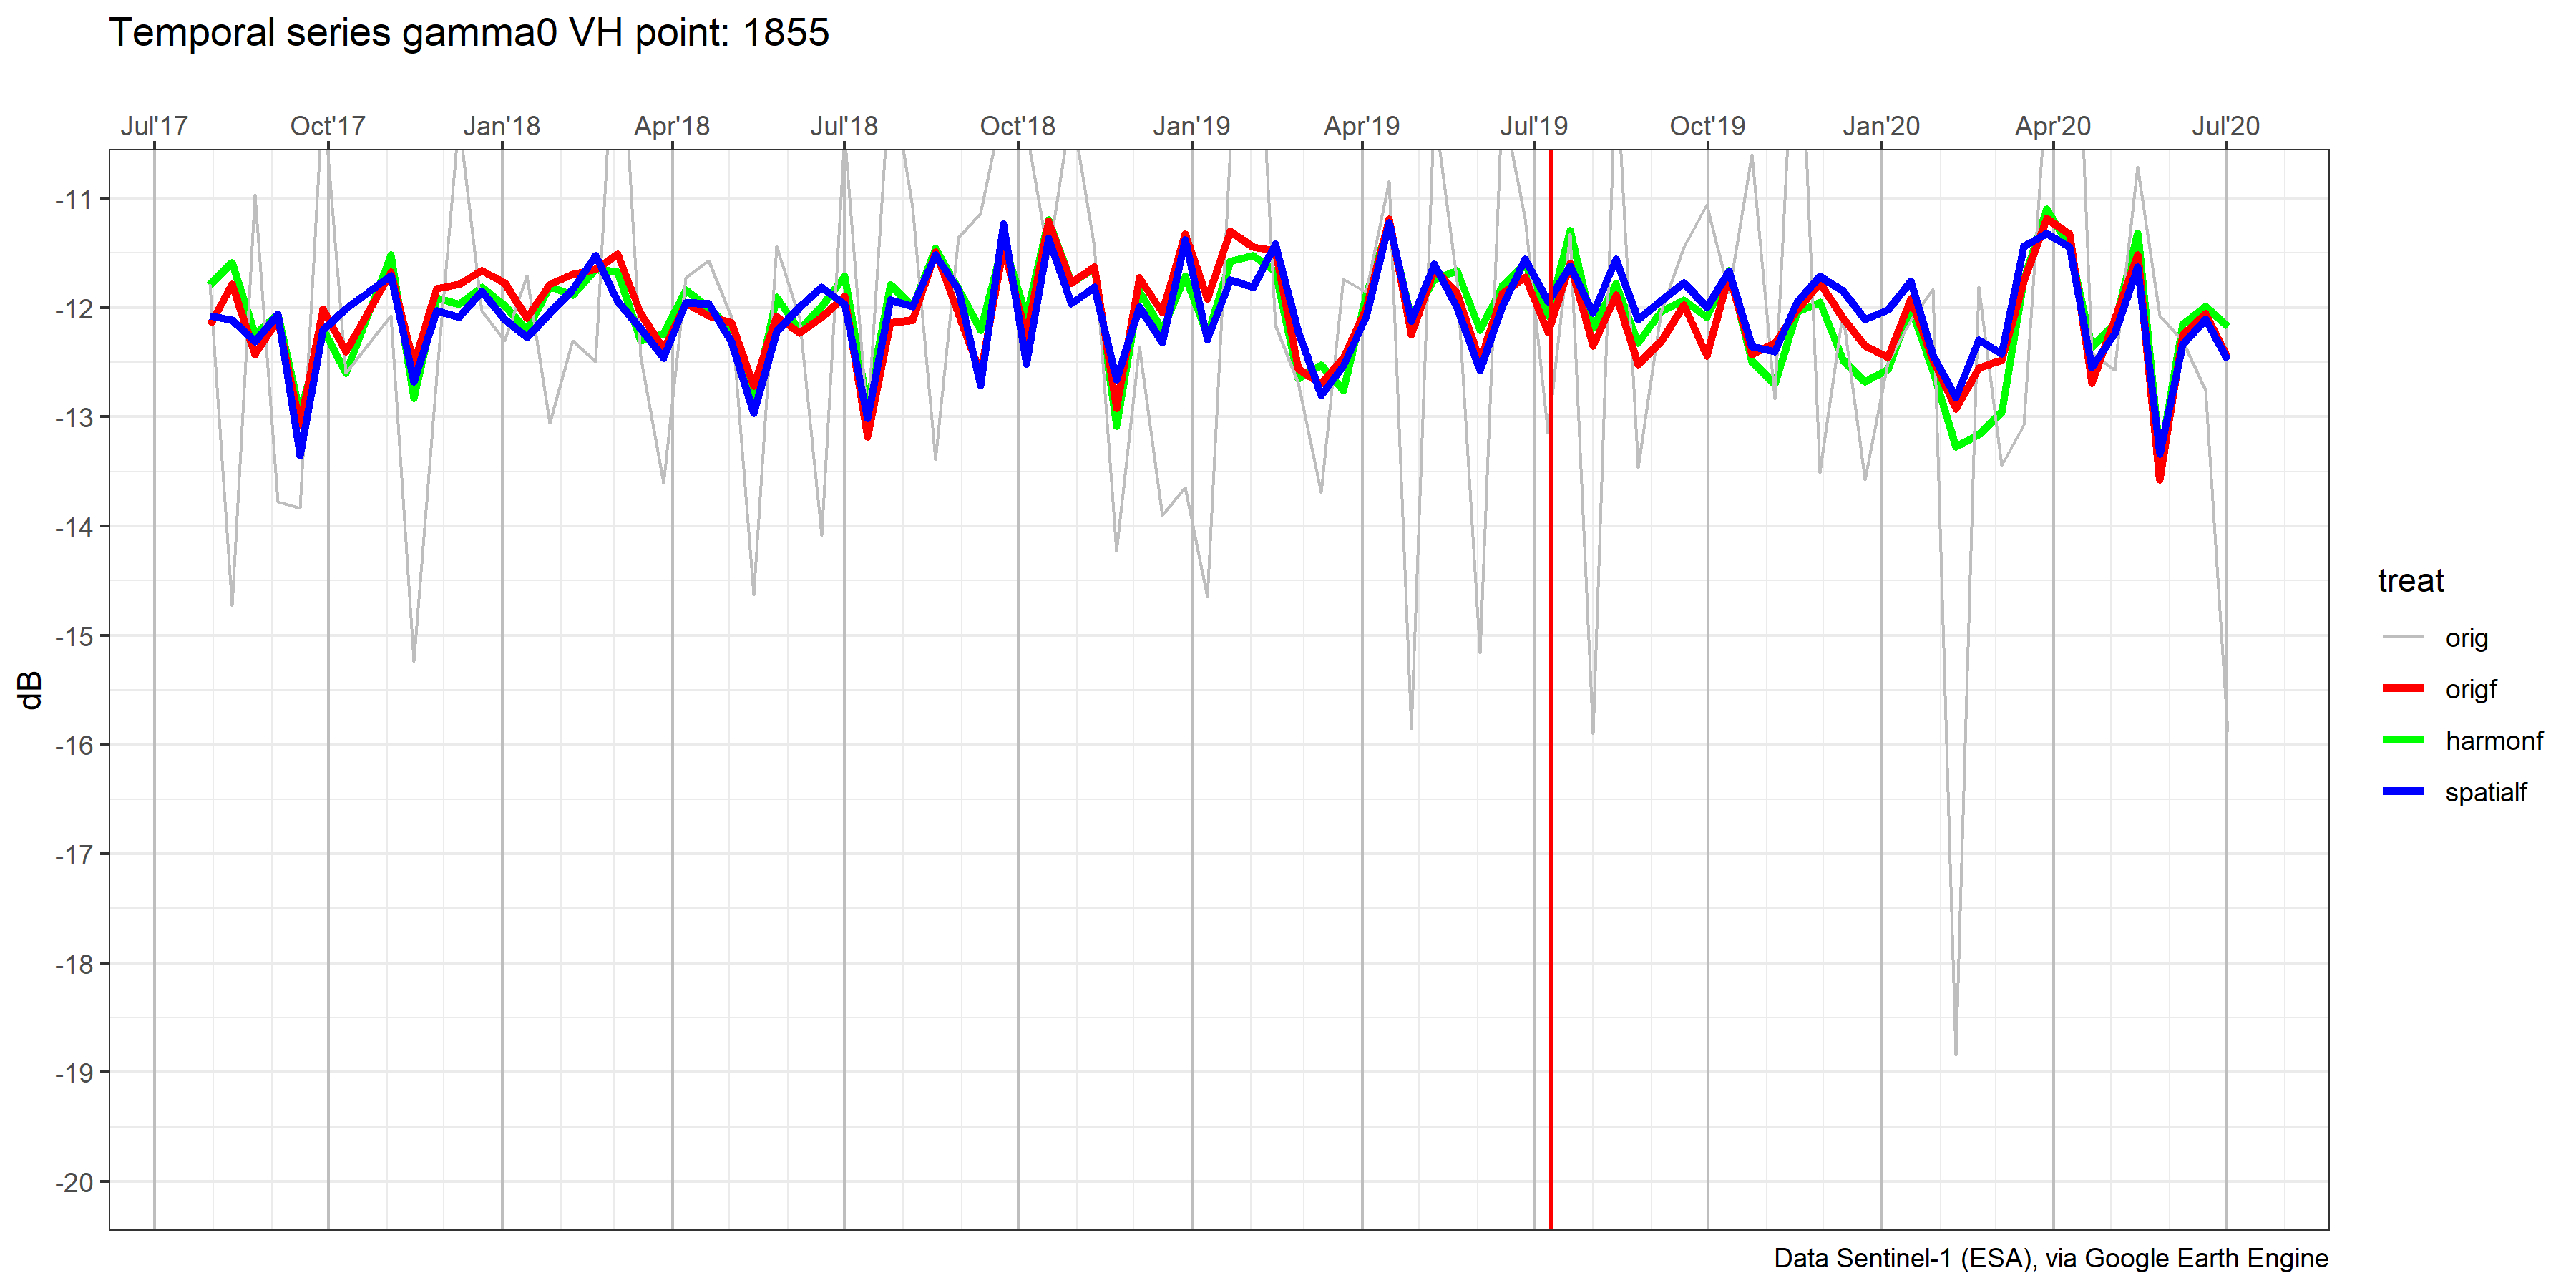 Temporal series gamma0 VH point: 1855
Jul'17 Oct'17 Jan'18 Apr'18 Jul'18 Oct'18 Jan'19 Apr'19 Jul'19 Oct'19 Jan'20 Apr'20 Jul'20
-11
-12
-13
-14
-15
-16
-17
-18
-19
-20
dB
treat
orig
origf
harmonf
spatialf
Data Sentinel-1 (ESA), via Google Earth Engine